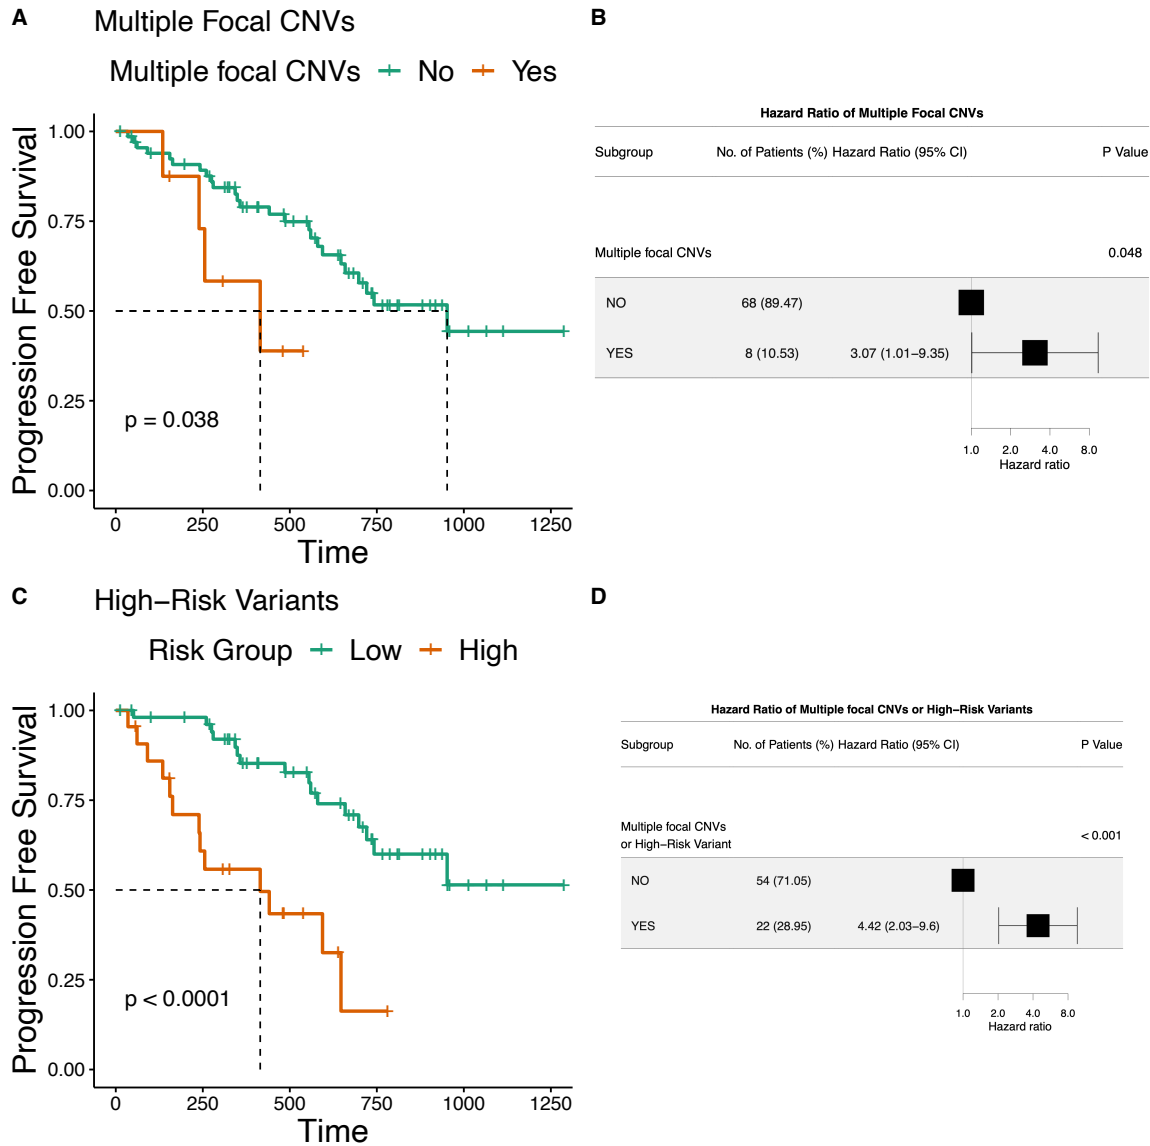 A
Multiple Focal CNVs
Multiple focal CNVs No Yes
Progression Free Survival
1.00
0.75
0.50
0.25
0.00
p = 0.038
0 250 500 750 1000 1250
Time
B
Hazard Ratio of Multiple Focal CNVs
Subgroup No. of Patients (%) Hazard Ratio (95% CI) P Value
Multiple focal CNVs 0.048
NO 68 (89.47)
YES 8 (10.53) 3.07 (1.01–9.35)
1.0 2.0 4.0 8.0
Hazard ratio
C
High–Risk Variants
Risk Group Low High
Progression Free Survival
1.00
0.75
0.50
0.25
0.00
p < 0.0001
0 250 500 750 1000 1250
Time
D
Hazard Ratio of Multiple focal CNVs or High–Risk Variants
Subgroup No. of Patients (%) Hazard Ratio (95% CI) P Value
Multiple focal CNVs
or High–Risk Variant < 0.001
NO 54 (71.05)
YES 22 (28.95) 4.42 (2.03–9.6)
1.0 2.0 4.0 8.0
Hazard ratio